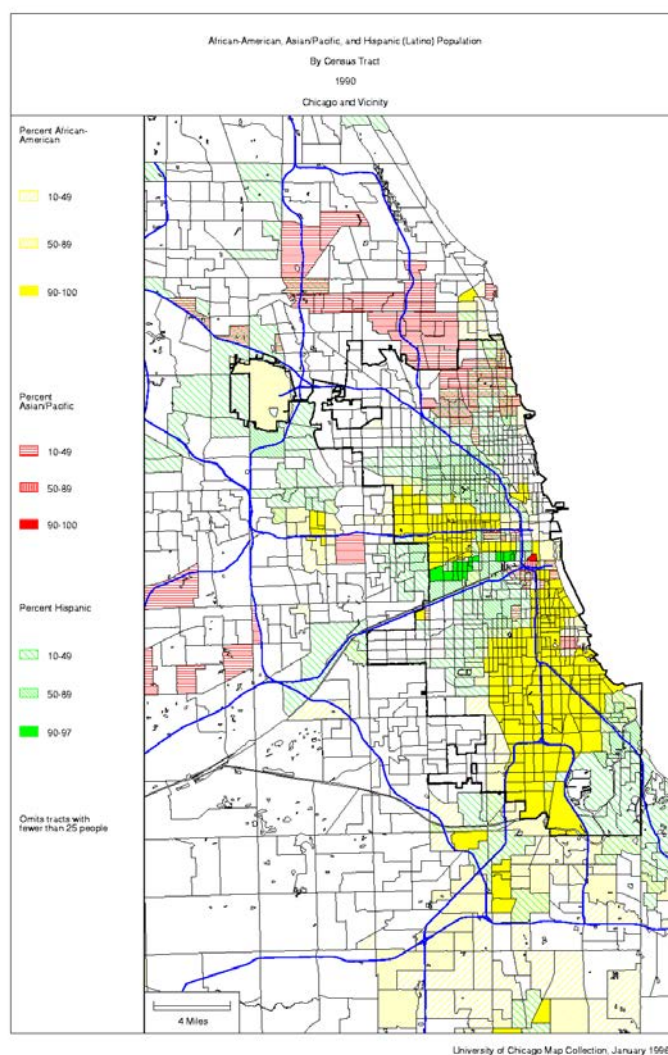 African-American, Asian/Pacific, and Hispanic (Latino) Population
By Census Tract
1990
Chicago and Vicinity
Percent African-
American
10-49
50-89
90-100
Percent
Asian/Pacific
10-49
50-89
90-100
Percent Hispanic
10-49
50-89
90-97
Omits tracts with
fewer than 25 people
4 Miles
University of Chicago Map Collection, January 1994